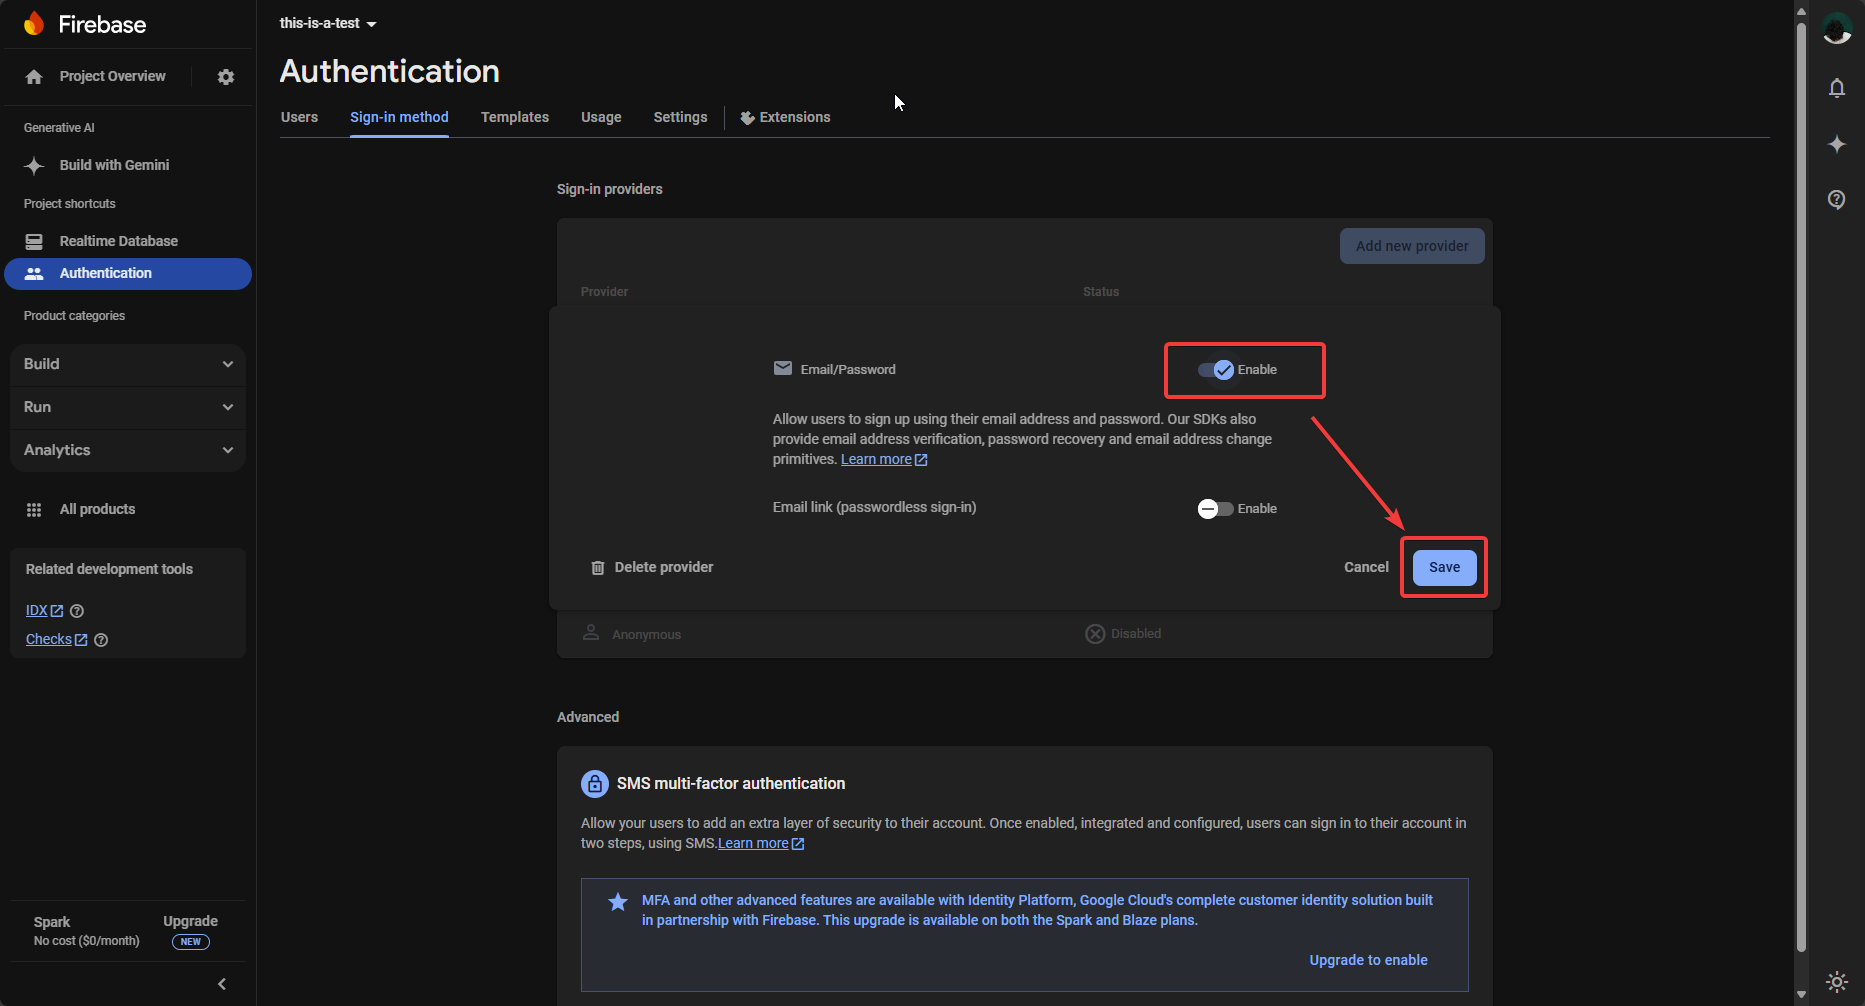 Firebase
Project Overview
Generative AI
Build with Gemini
Project shortcuts
Realtime Database
Authentication
Product categories
Build
Run
Analytics
All products
Related development tools
IDX
Checks
Spark
No cost ($0/month)
Upgrade
NEW
this-is-a-test
Authentication
Users
Sign-in method
Templates
Usage
Settings
Extensions
Sign-in providers
Add new provider
Provider
Status
Email/Password
Enable
Allow users to sign up using their email address and password. Our SDKs also
provide email address verification, password recovery and email address change
primitives. Learn more
Email link (passwordless sign-in)
Enable
Delete provider
Cancel
Save
Anonymous
Disabled
Advanced
SMS multi-factor authentication
Allow your users to add an extra layer of security to their account. Once enabled, integrated and configured, users can sign in to their account in
two steps, using SMS.Learn more
MFA and other advanced features are available with Identity Platform, Google Cloud's complete customer identity solution built
in partnership with Firebase. This upgrade is available on both the Spark and Blaze plans.
Upgrade to enable